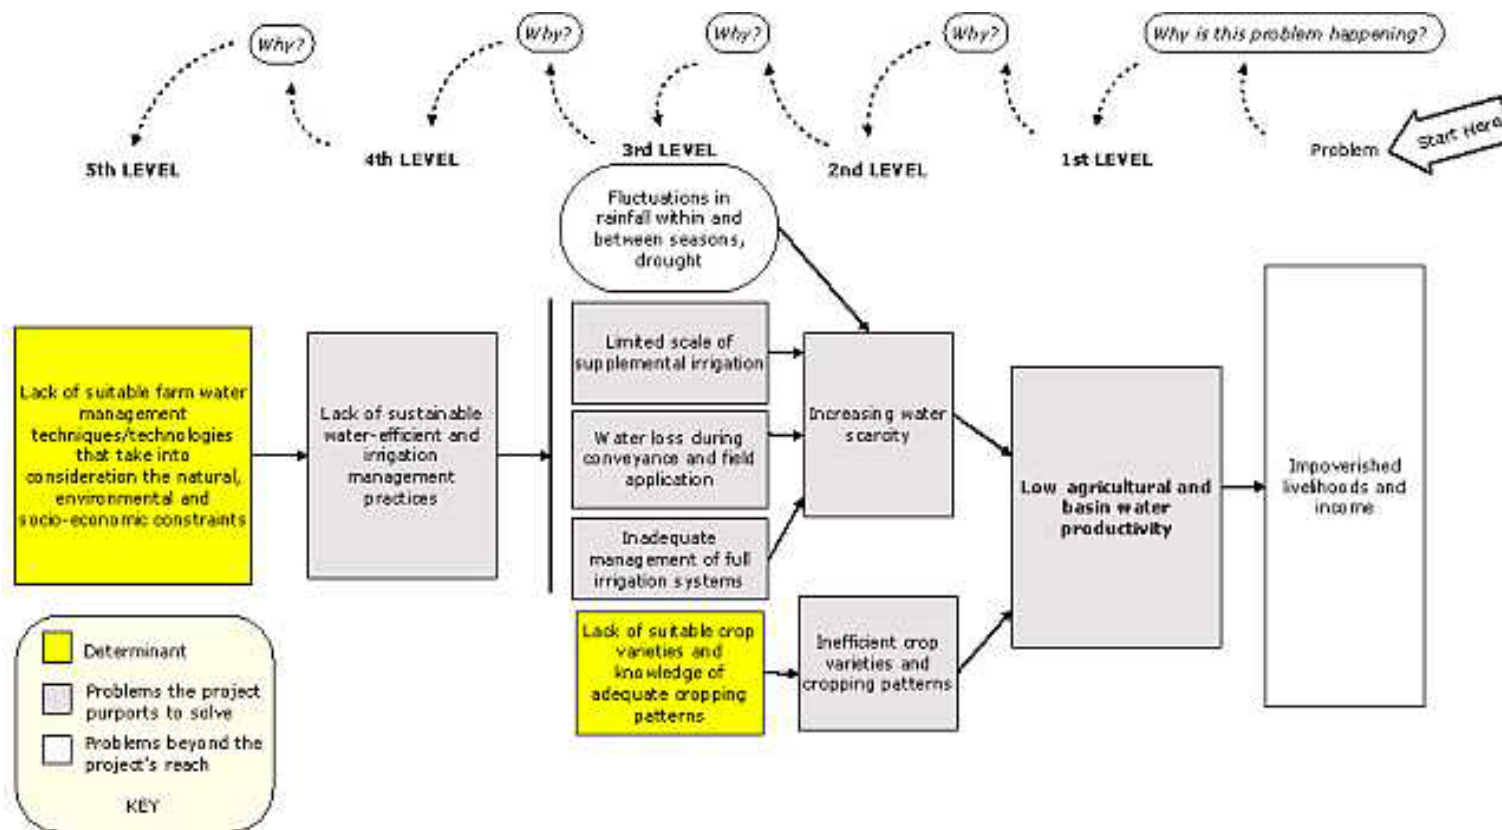 Why?
Why?
Why?
Why?
Why is this problem happening?
Start Here
5th LEVEL
4th LEVEL
3rd LEVEL
2nd LEVEL
1st LEVEL
Problem
Fluctuations in
rainfall within and
between seasons,
drought
Lack of suitable farm water
management
techniques/technologies
that take into
consideration the natural,
environmental and
socio-economic constraints
Lack of sustainable
water-efficient and
irrigation
management
practices
Limited scale of
supplemental irrigation
Water loss during
conveyance and field
application
Inadequate
management of full
irrigation systems
Lack of suitable crop
varieties and
knowledge of
adequate cropping
patterns
Increasing water
scarcity
Inefficient crop
varieties and
cropping patterns
Low agricultural and
basin water
productivity
Impoverished
livelihoods and
income
Determinant
Problems the project
purports to solve
Problems beyond the
project's reach
KEY